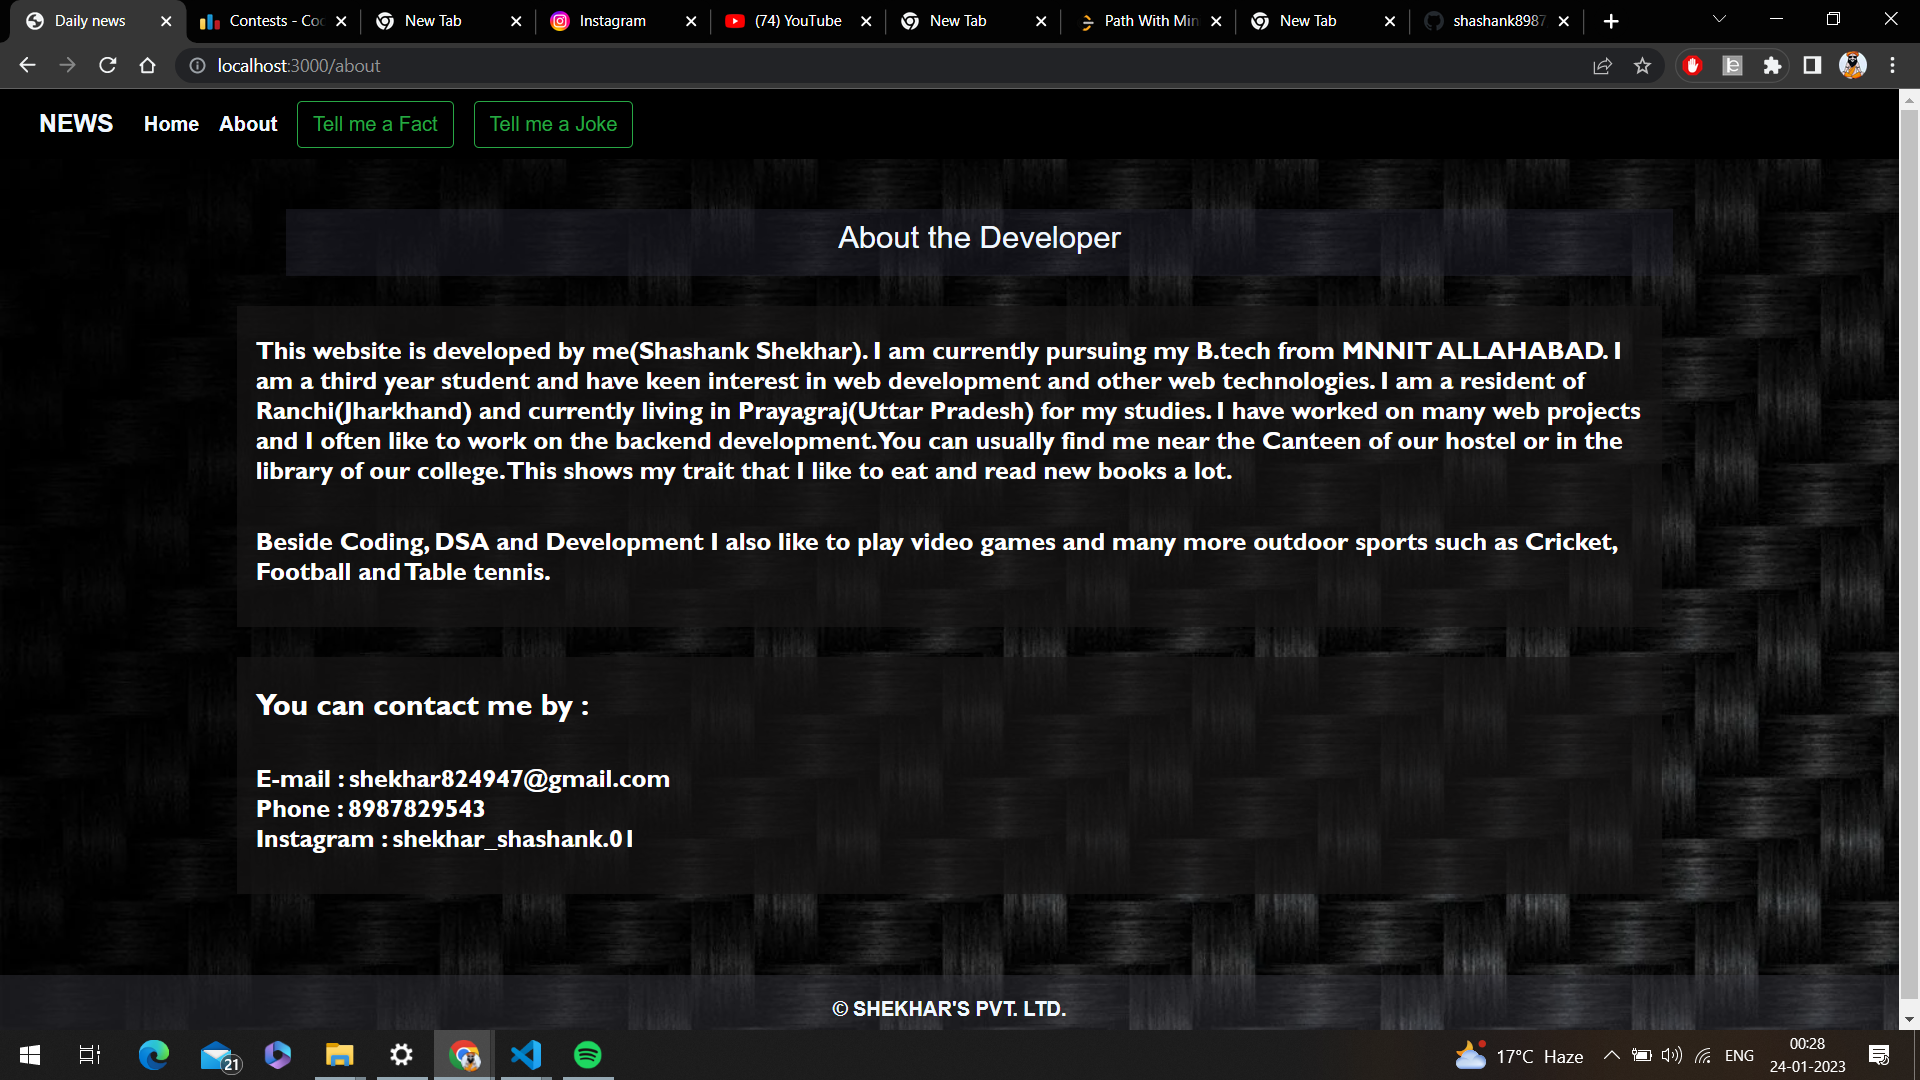 Daily news
Contests - Co
New Tab
Instagram
(74) YouTube
New Tab
Path With Min
New Tab
shashank8987
localhost:3000/about
NEWS Home About Tell me a Fact Tell me a Joke
About the Developer
This website is developed by me(Shashank Shekhar). I am currently pursuing my B.tech from MNNIT ALLAHABAD. I
am a third year student and have keen interest in web development and other web technologies. I am a resident of
Ranchi(Jharkhand) and currently living in Prayagraj(Uttar Pradesh) for my studies. I have worked on many web projects
and I often like to work on the backend development.You can usually find me near the Canteen of our hostel or in the
library of our college.This shows my trait that I like to eat and read new books a lot.
Beside Coding, DSA and Development I also like to play video games and many more outdoor sports such as Cricket,
Football and Table tennis.
You can contact me by :
E-mail : shekhar824947@gmail.com
Phone : 8987829543
Instagram : shekhar_shashank.01
© SHEKHAR'S PVT. LTD.
21
17°C Haze
ENG
00:28
24-01-2023